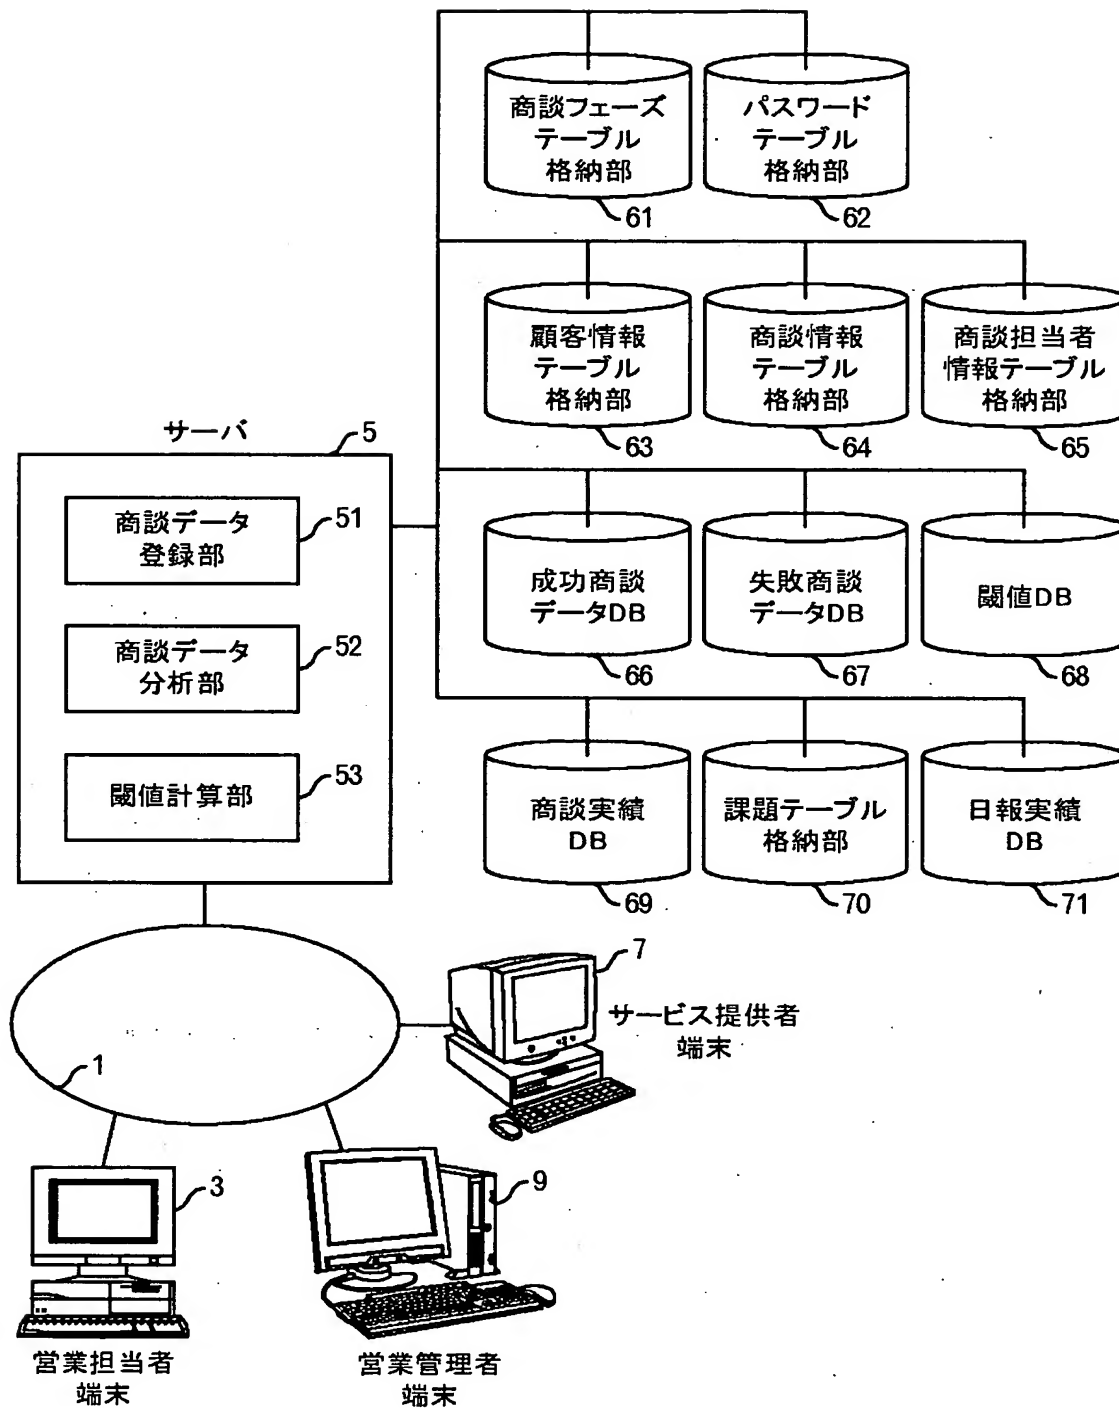 商談フェーズ
テーブル
格納部
61
パスワード
テーブル
格納部
62
顧客情報
テーブル
格納部
63
商談情報
テーブル
格納部
64
商談担当者
情報テーブル
格納部
65
サーバ
5
商談データ
登録部
51
商談データ
分析部
52
閾値計算部
53
成功商談
データDB
66
失敗商談
データDB
67
閾値DB
68
商談実績
DB
69
課題テーブル
格納部
70
日報実績
DB
71
1
7
サービス提供者
端末
3
営業担当者
端末
9
営業管理者
端末